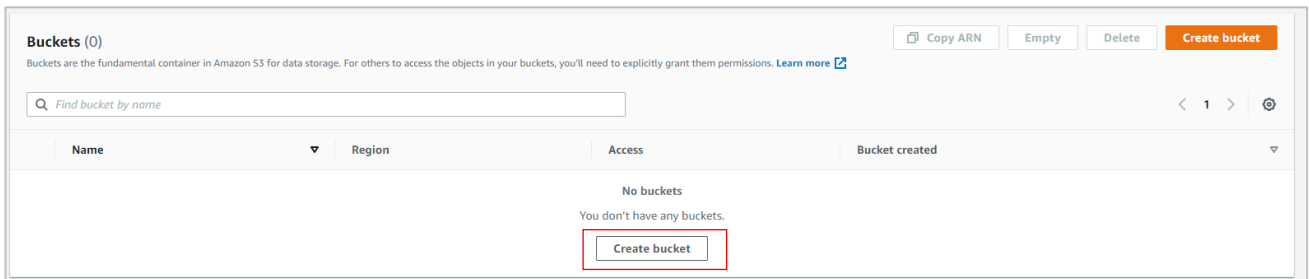 Buckets (0)
Copy ARN
Empty
Delete
Create bucket
Buckets are the fundamental container in Amazon S3 for data storage. For others to access the objects in your buckets, you'll need to explicitly grant them permissions. Learn more
Find bucket by name
1
Name
Region
Access
Bucket created
No buckets
You don't have any buckets.
Create bucket